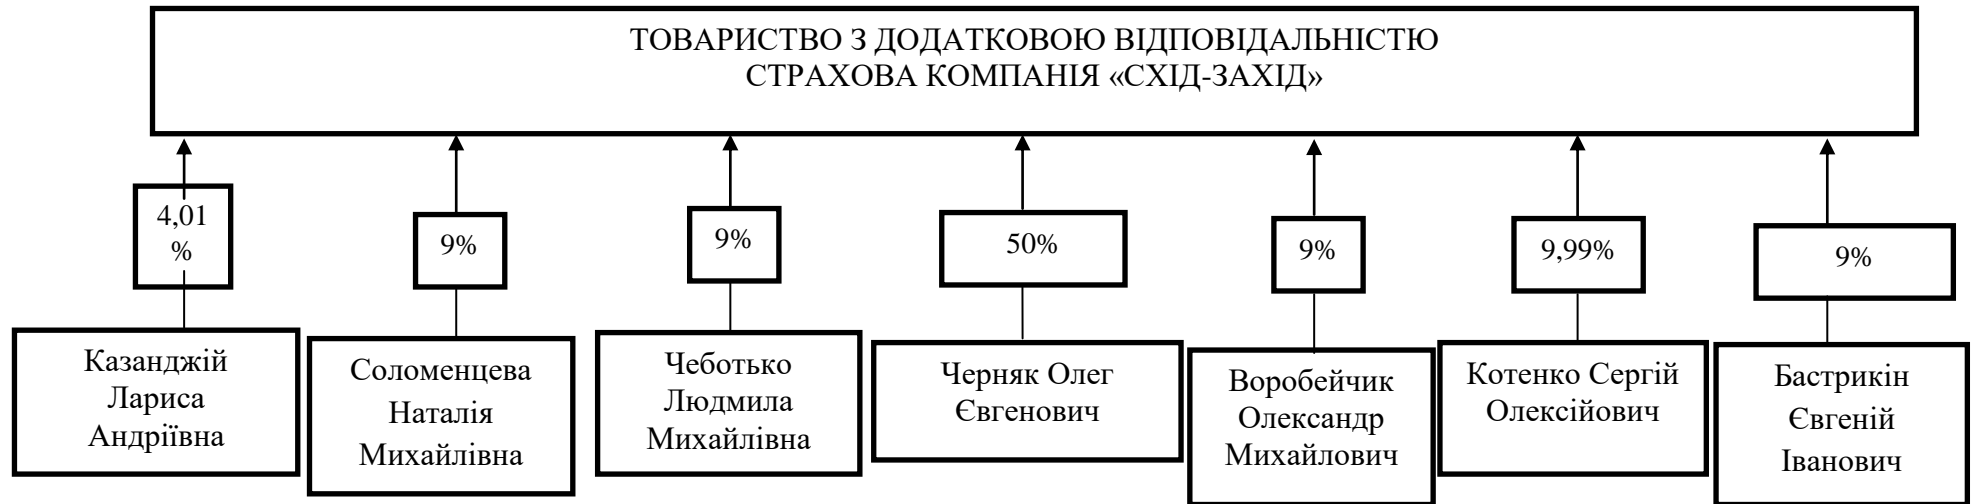 ТОВАРИСТВО З ДОДАТКОВОЮ ВІДПОВІДАЛЬНІСТЮ
СТРАХОВА КОМПАНІЯ «СХІД-ЗАХІД»
4,01
%
9%
9%
50%
9%
9,99%
9%
Казанджій
Лариса
Андріївна
Соломенцева
Наталія
Михайлівна
Чеботько
Людмила
Михайлівна
Черняк Олег
Євгенович
Воробейчик
Олександр
Михайлович
Котенко Сергій
Олексійович
Бастрикін
Євгеній
Іванович